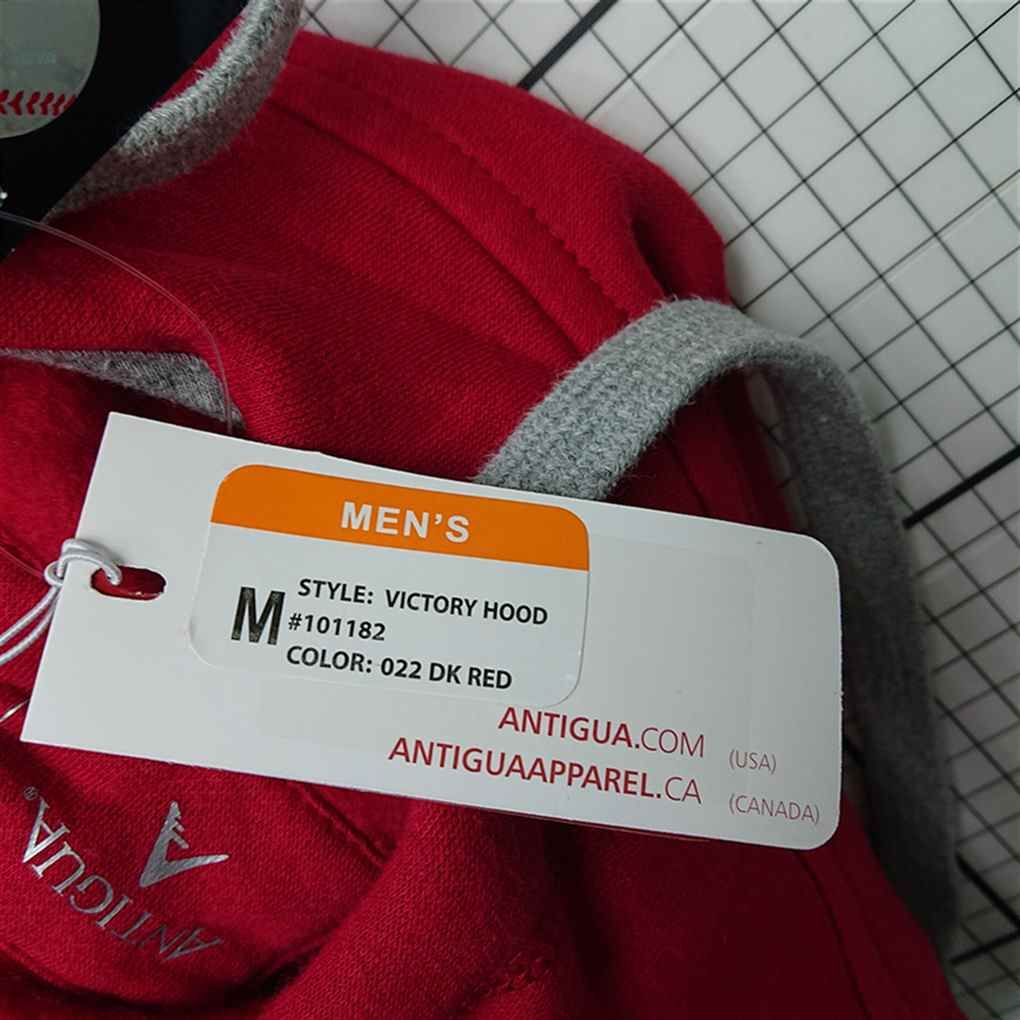 MEN'S
M
STYLE: VICTORY HOOD
#101182
COLOR: 022 DK RED
ANTIGUA.COM (USA)
ANTIGUAAPPAREL.CA (CANADA)
ANTIGUA®